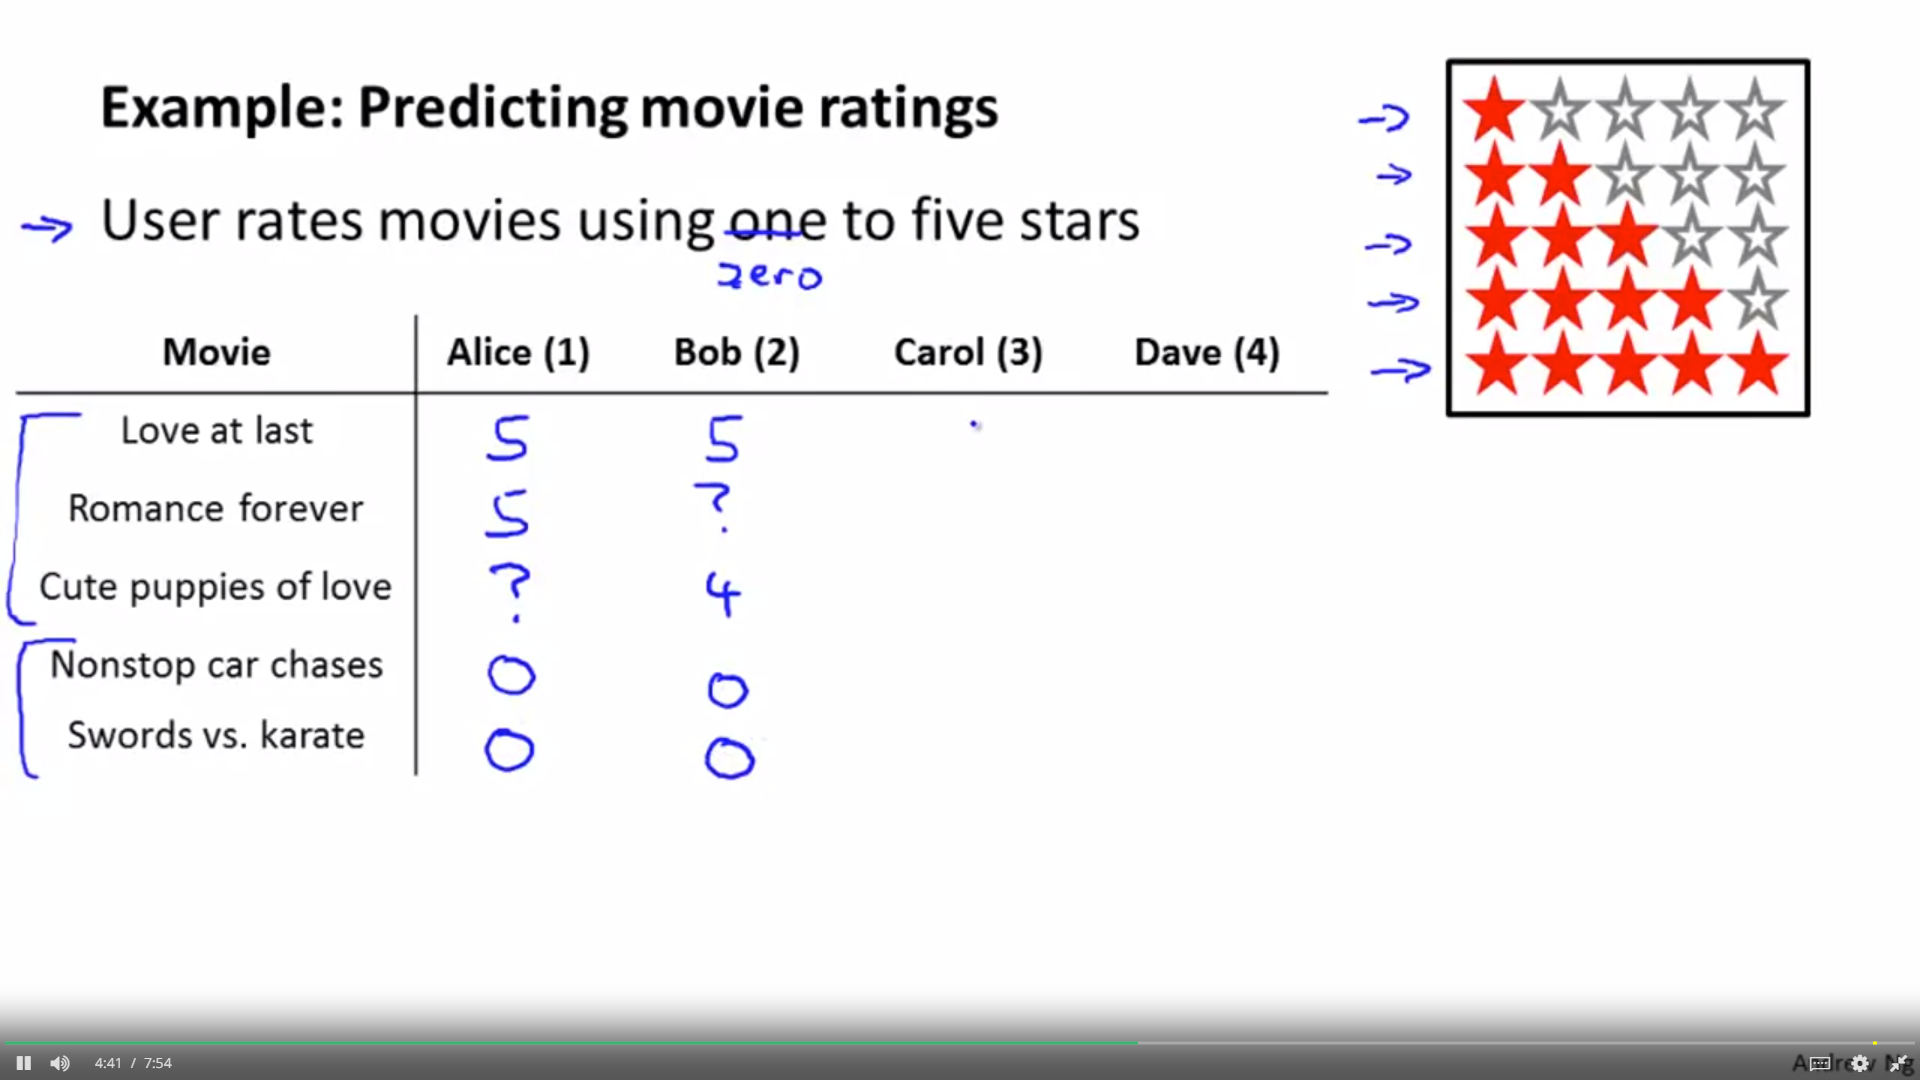 Example: Predicting movie ratings
User rates movies using one to five stars
zero
Movie Alice (1) Bob (2) Carol (3) Dave (4)
Love at last 5 5
Romance forever 5 ?
Cute puppies of love ? 4
Nonstop car chases 0 0
Swords vs. karate 0 0
4:41 / 7:54
Andrew Ng